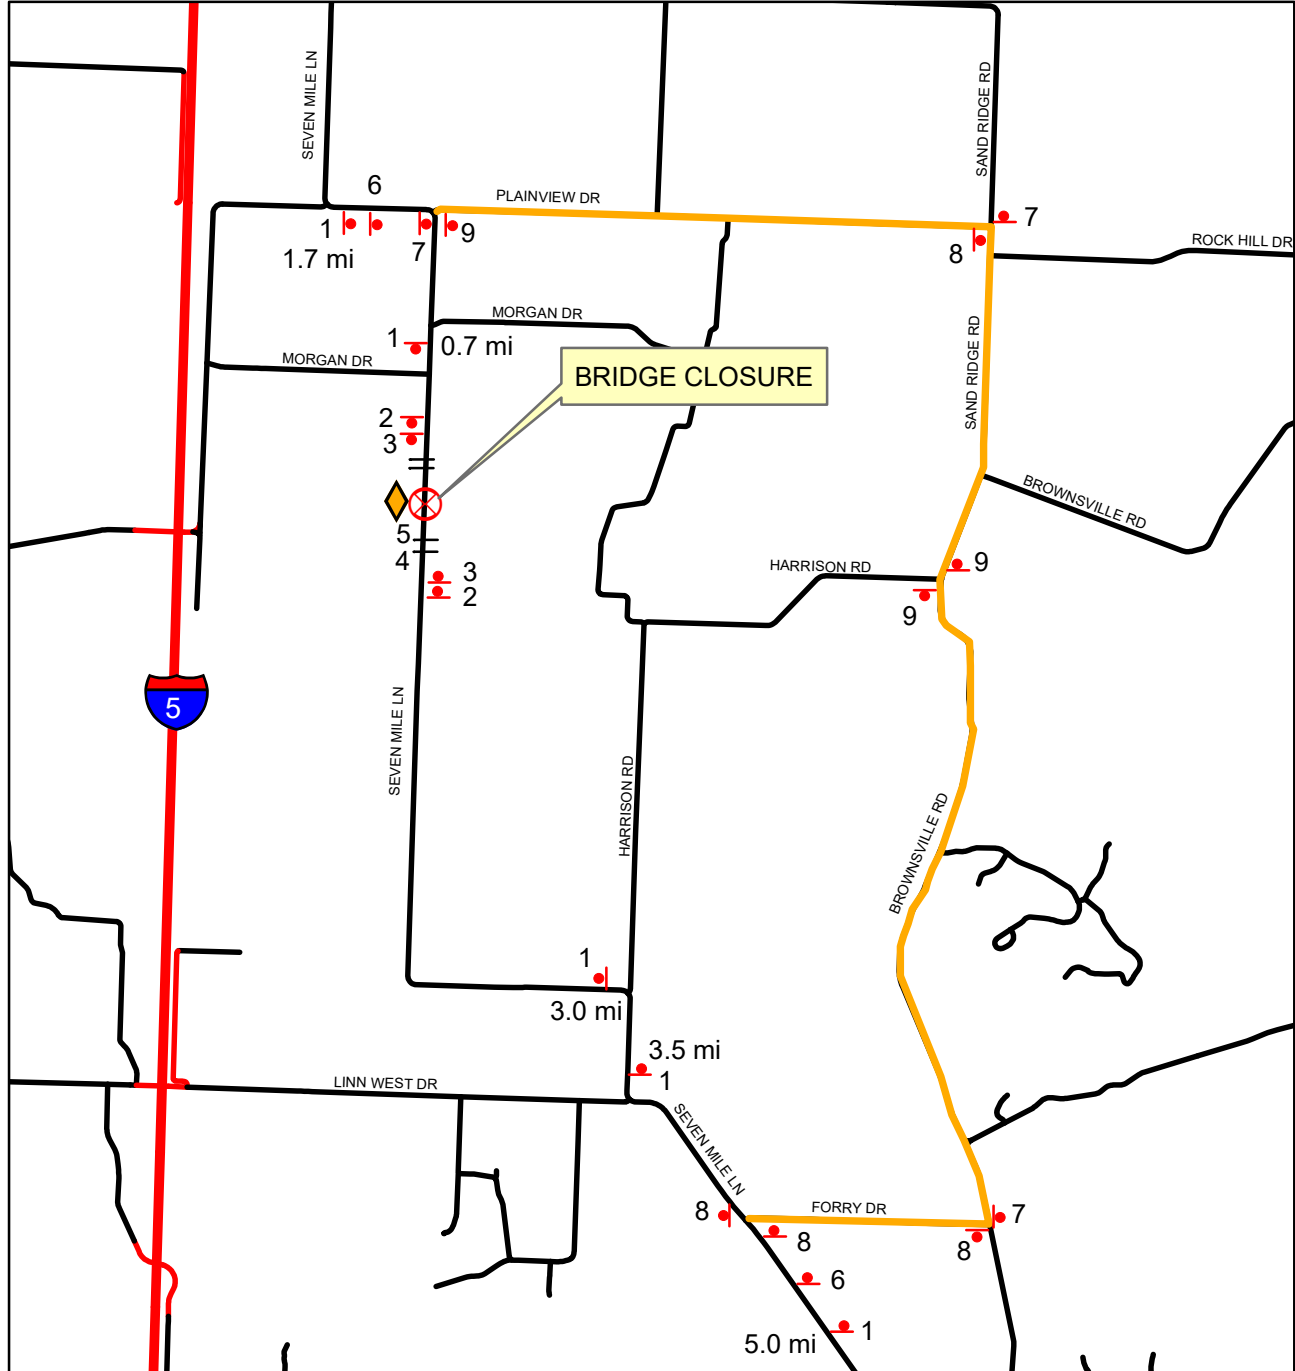 SEVEN MILE LN
SAND RIDGE RD
6
PLAINVIEW DR
7
1
7
9
8
ROCK HILL DR
1.7 mi
MORGAN DR
1
0.7 mi
MORGAN DR
SAND RIDGE RD
BRIDGE CLOSURE
2
3
BROWNSVILLE RD
5
4
HARRISON RD
9
3
2
9
5
SEVEN MILE LN
HARRISON RD
BROWNSVILLE RD
1
3.0 mi
3.5 mi
1
LINN WEST DR
SEVEN MILE LN
8
FORRY DR
7
8
8
6
1
5.0 mi